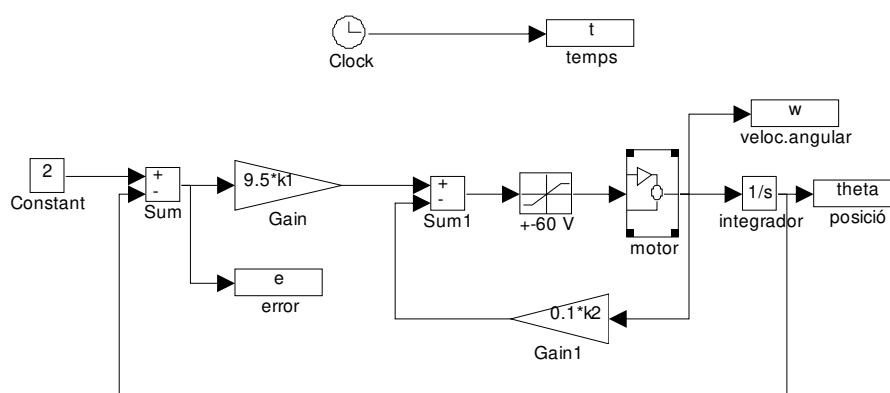 t
Clock
temps
w
veloc.angular
2
+
-
9.5*k1
+
-
1/s
theta
Constant
Sum
Gain
Sum1
+-60 V
motor
integrador
posició
e
error
0.1*k2
Gain1